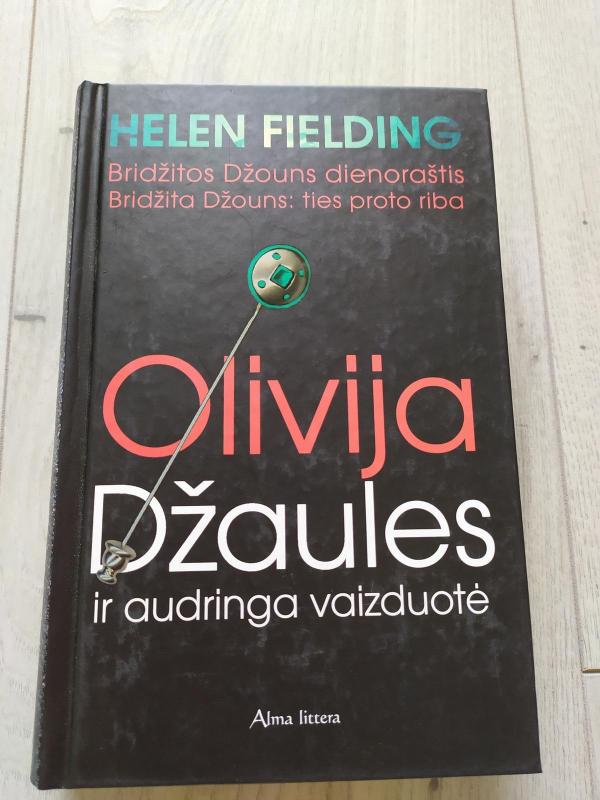 HELEN FIELDING
Bridžitos Džouns dienoraštis
Bridžita Džouns: ties proto riba
Olivija
Džaules
ir audringa vaizduotė
Alma littera